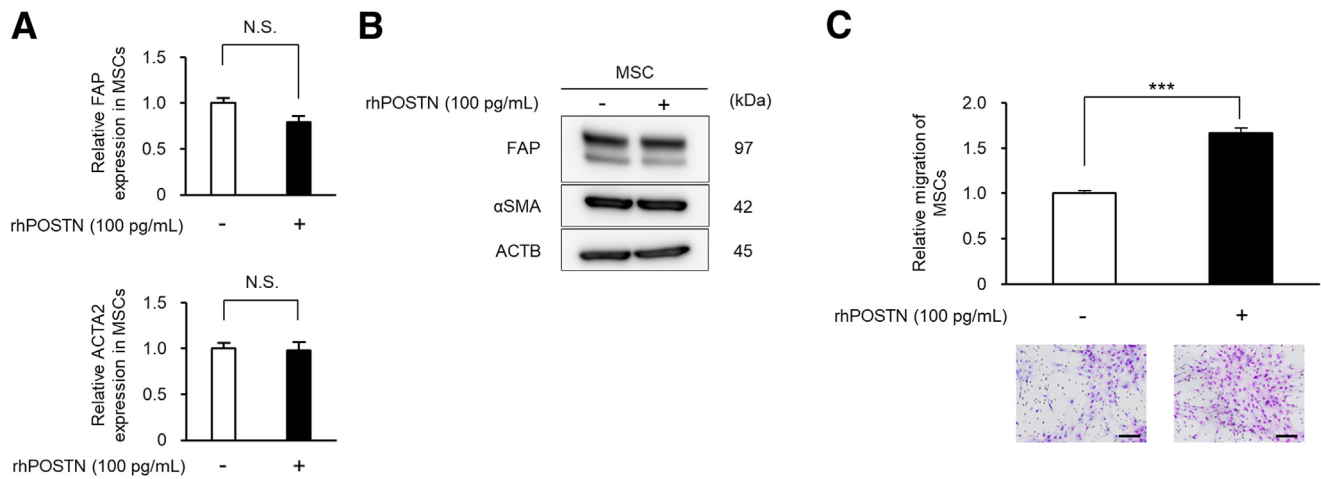 A
N.S.
Relative FAP
expression in MSCs
1.5
1.0
0.5
0
rhPOSTN (100 pg/mL) - +
N.S.
Relative ACTA2
expression in MSCs
1.5
1.0
0.5
0
rhPOSTN (100 pg/mL) - +
B
MSC
rhPOSTN (100 pg/mL) - + (kDa)
FAP 97
αSMA 42
ACTB 45
C
***
Relative migration of
MSCs
2.0
1.5
1.0
0.5
0
rhPOSTN (100 pg/mL) - +